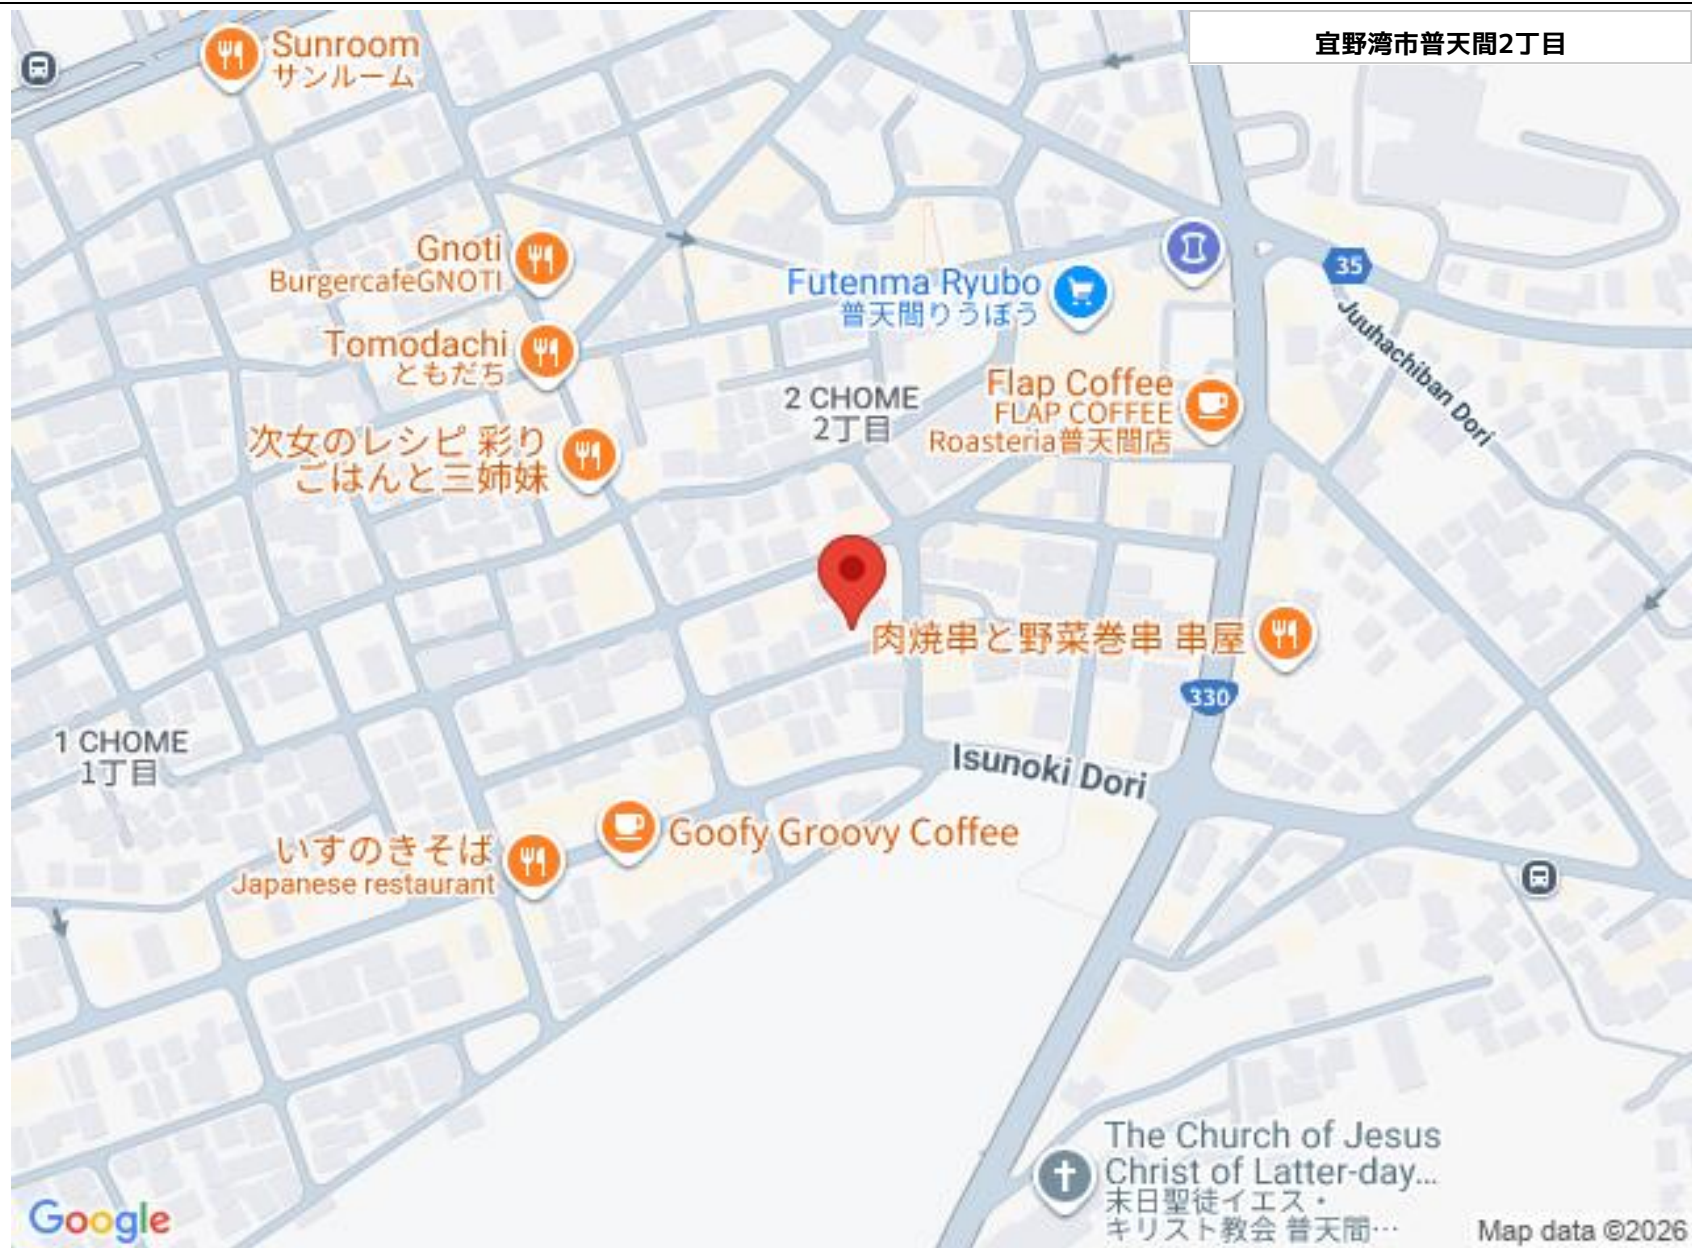 宜野湾市普天間2丁目
Sunroom
サンルーム
Gnoti
BurgercafeGNOTI
Futenma Ryubo
普天間りうぼう
35
Juuhachiban Dori
Tomodachi
ともだち
2 CHOME
2丁目
Flap Coffee
FLAP COFFEE
Roasteria普天間店
次女のレシピ 彩り
ごはんと三姉妹
肉焼串と野菜巻串 串屋
330
1 CHOME
1丁目
Isunoki Dori
Goofy Groovy Coffee
いすのきそば
Japanese restaurant
The Church of Jesus
Christ of Latter-day...
末日聖徒イエス・
キリスト教会 普天間…
Google
Map data ©2026